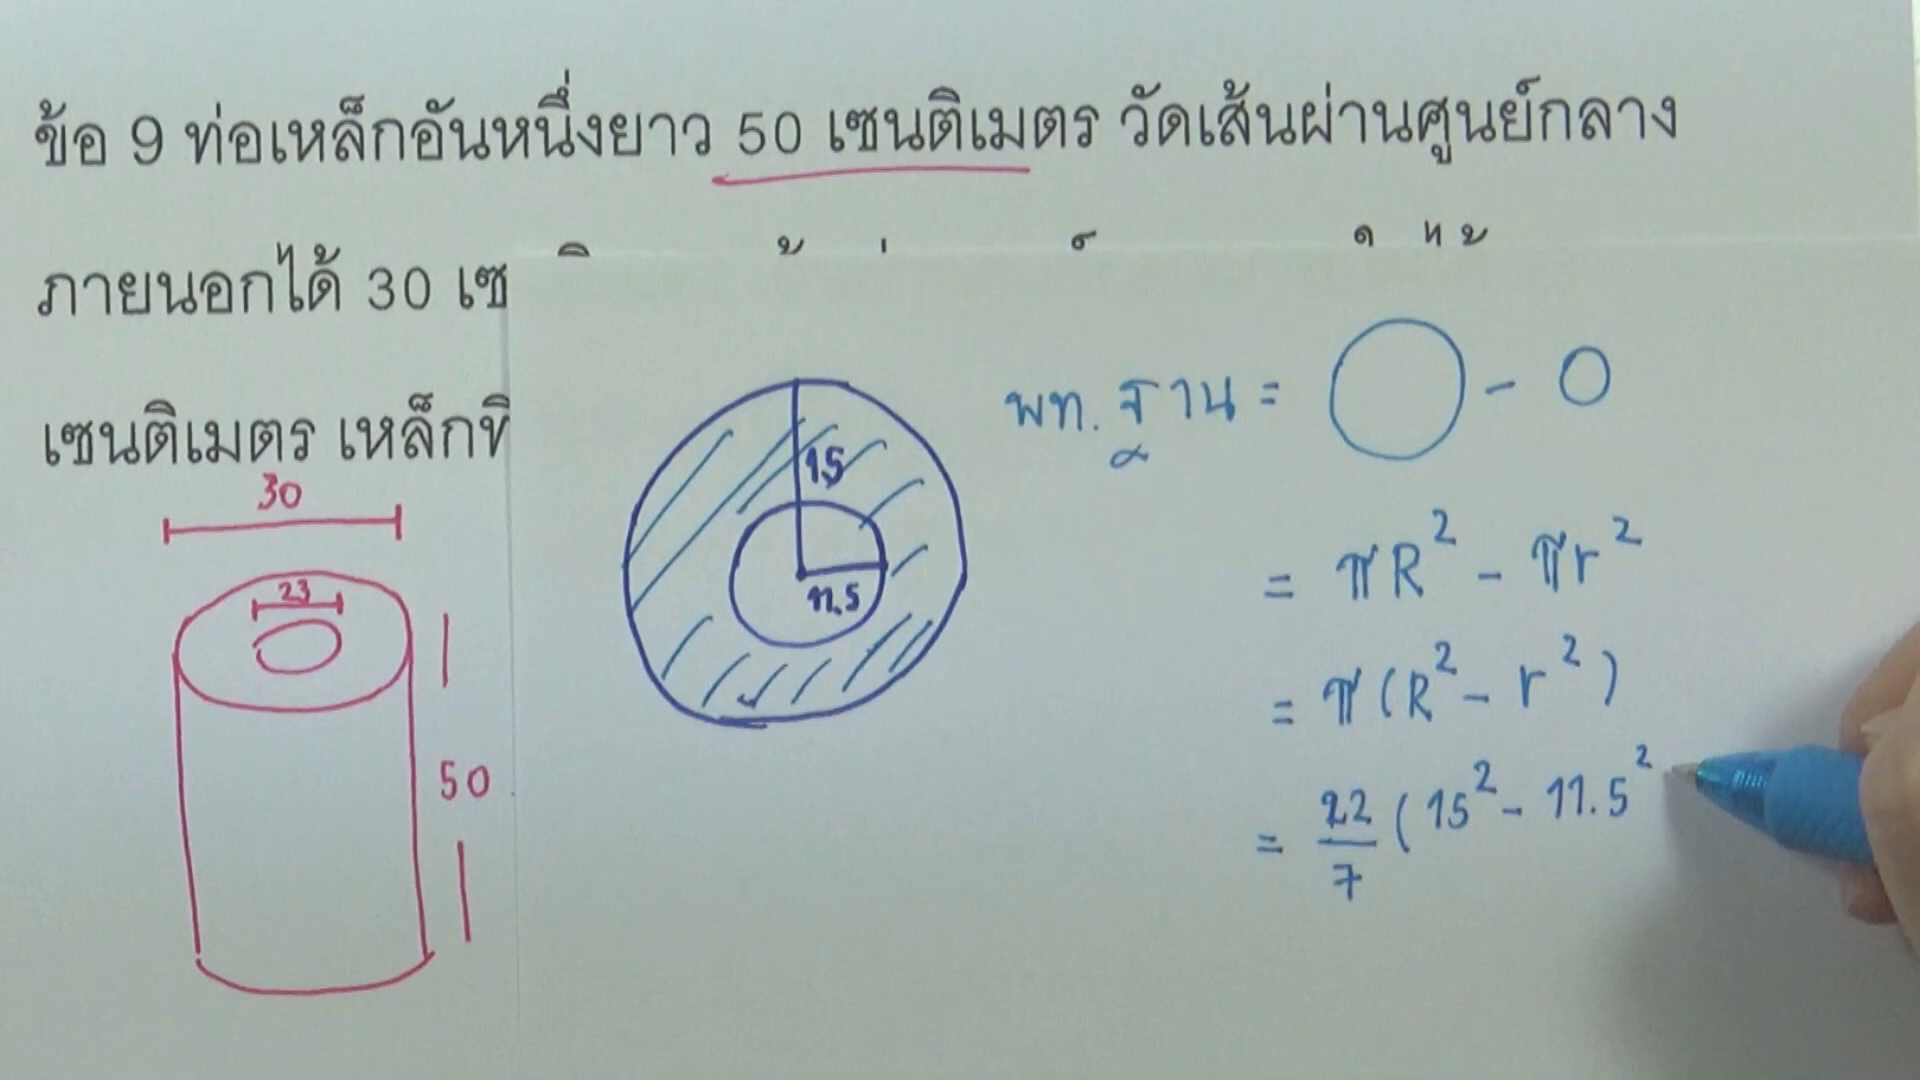 ข้อ 9 ท่อเหล็กอันหนึ่งยาว 50 เซนติเมตร วัดเส้นผ่านศูนย์กลาง
ภายนอกได้ 30 เซ
เซนติเมตร เหล็กที
30
23
50
15
11.5
พท. ฐาน = ◯ - O
= πR² - πr²
= π(R² - r²)
= 22/7 (15² - 11.5²